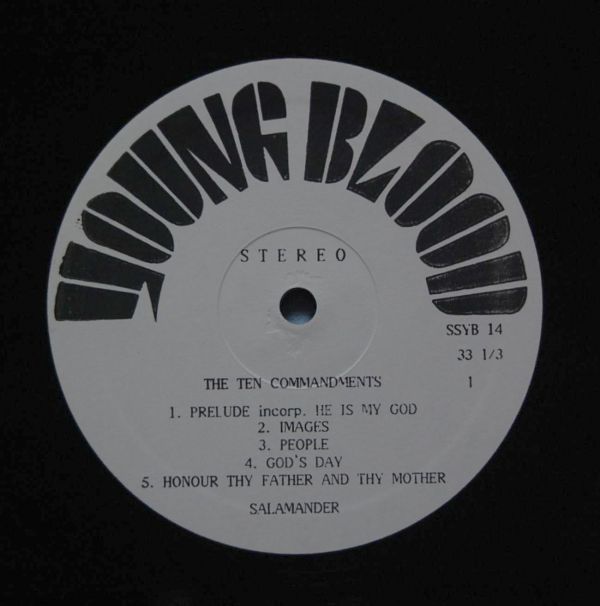 YOUNG BLOOD
STEREO
SSYB 14
33 1/3
THE TEN COMMANDMENTS 1
1. PRELUDE incorp. HE IS MY GOD
2. IMAGES
3. PEOPLE
4. GOD'S DAY
5. HONOUR THY FATHER AND THY MOTHER
SALAMANDER